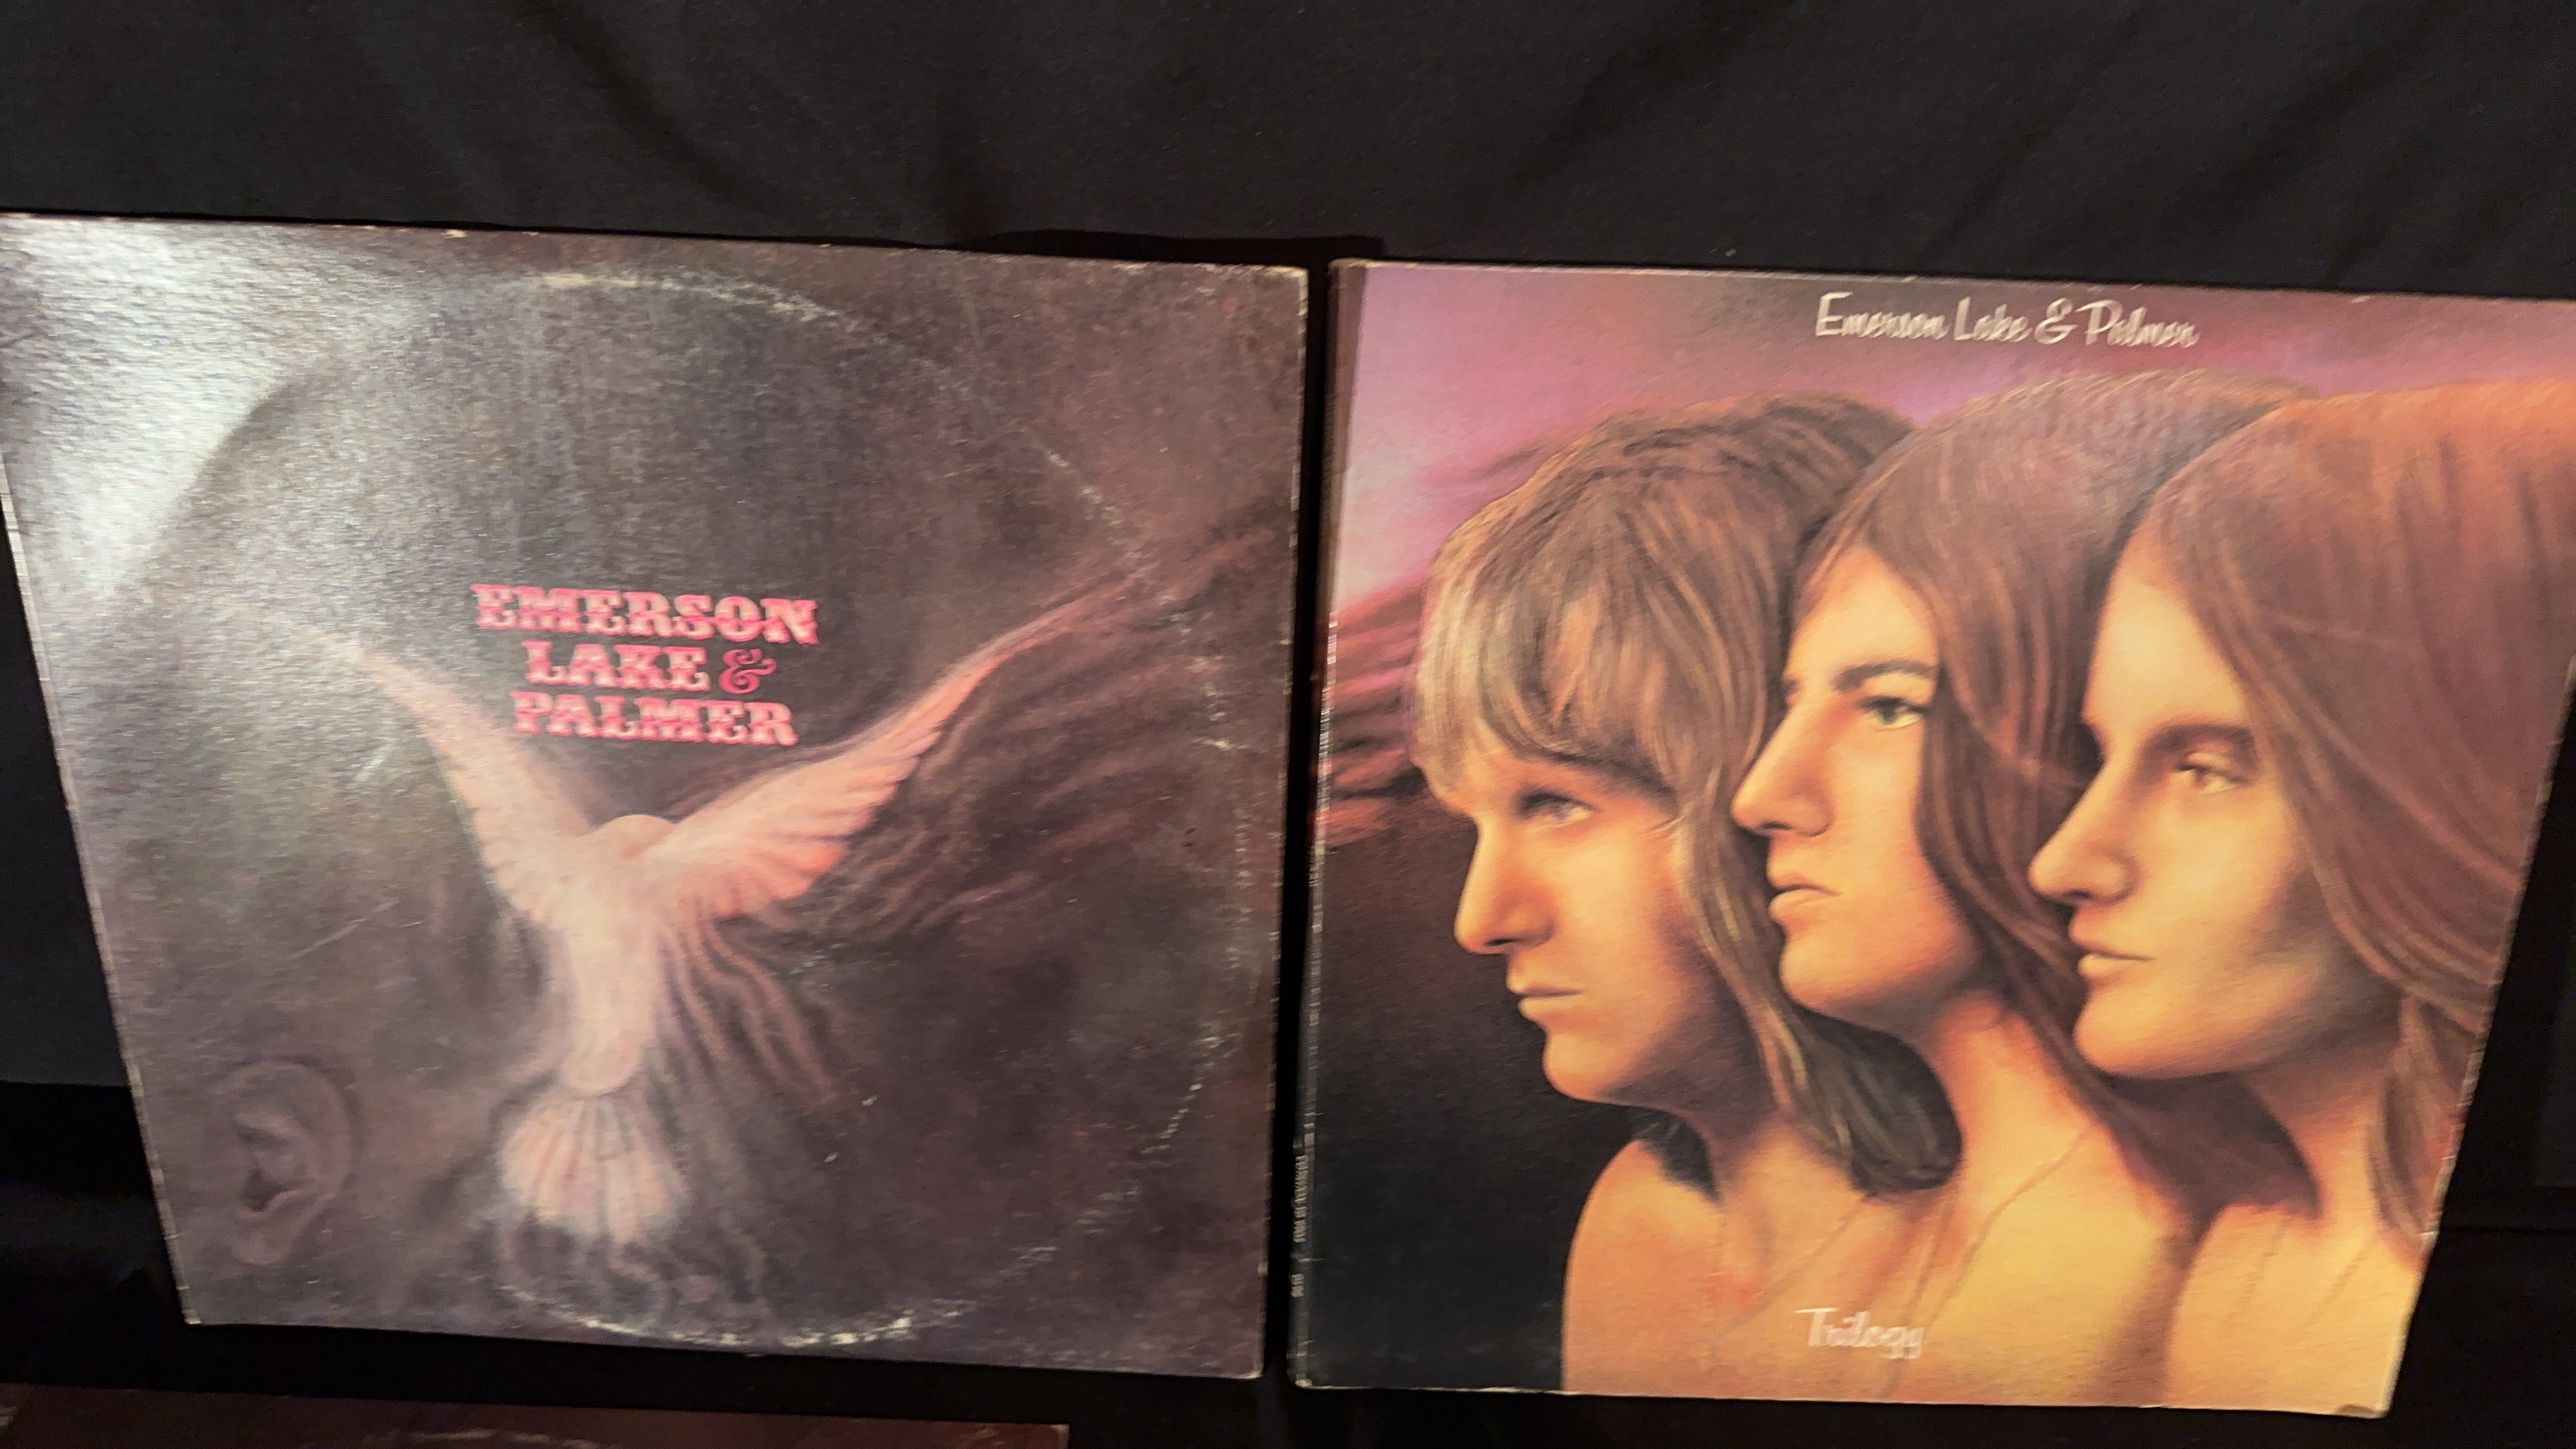 EMERSON
LAKE &
PALMER
Emerson Lake & Palmer
Trilogy